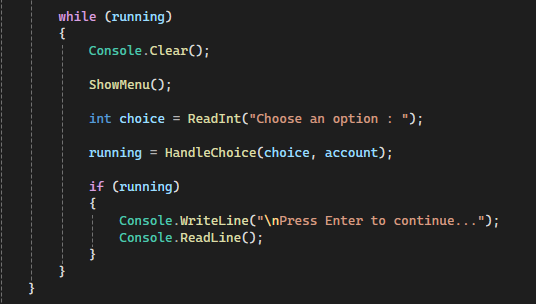 while (running)
{
Console.Clear();
ShowMenu();
int choice = ReadInt("Choose an option : ");
running = HandleChoice(choice, account);
if (running)
{
Console.WriteLine("\nPress Enter to continue...");
Console.ReadLine();
}
}
}